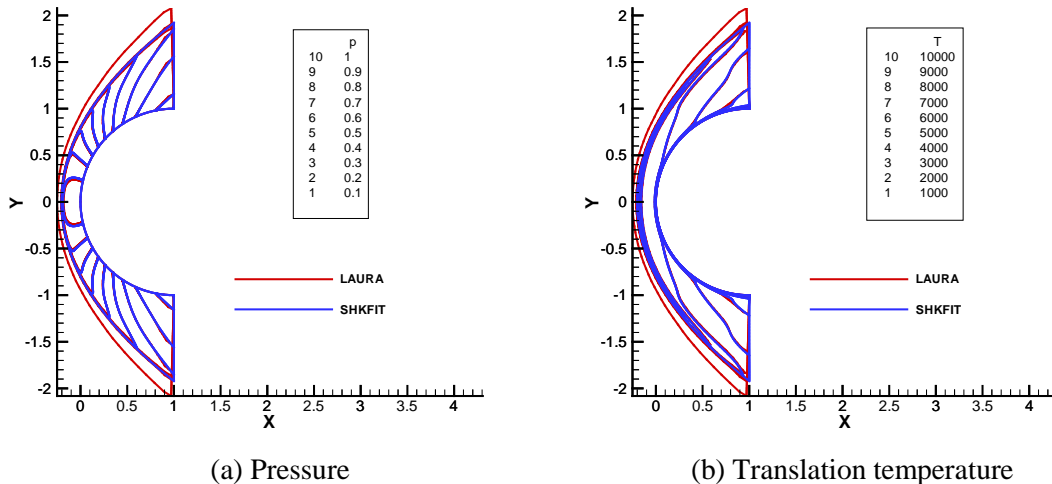 p
10 1
9 0.9
8 0.8
7 0.7
6 0.6
5 0.5
4 0.4
3 0.3
2 0.2
1 0.1
LAURA
SHKFIT
Y
2
1.5
1
0.5
0
-0.5
-1
-1.5
-2
0 0.5 1 1.5 2 2.5 3 3.5 4
X
(a) Pressure
T
10 10000
9 9000
8 8000
7 7000
6 6000
5 5000
4 4000
3 3000
2 2000
1 1000
LAURA
SHKFIT
Y
2
1.5
1
0.5
0
-0.5
-1
-1.5
-2
0 0.5 1 1.5 2 2.5 3 3.5 4
X
(b) Translation temperature